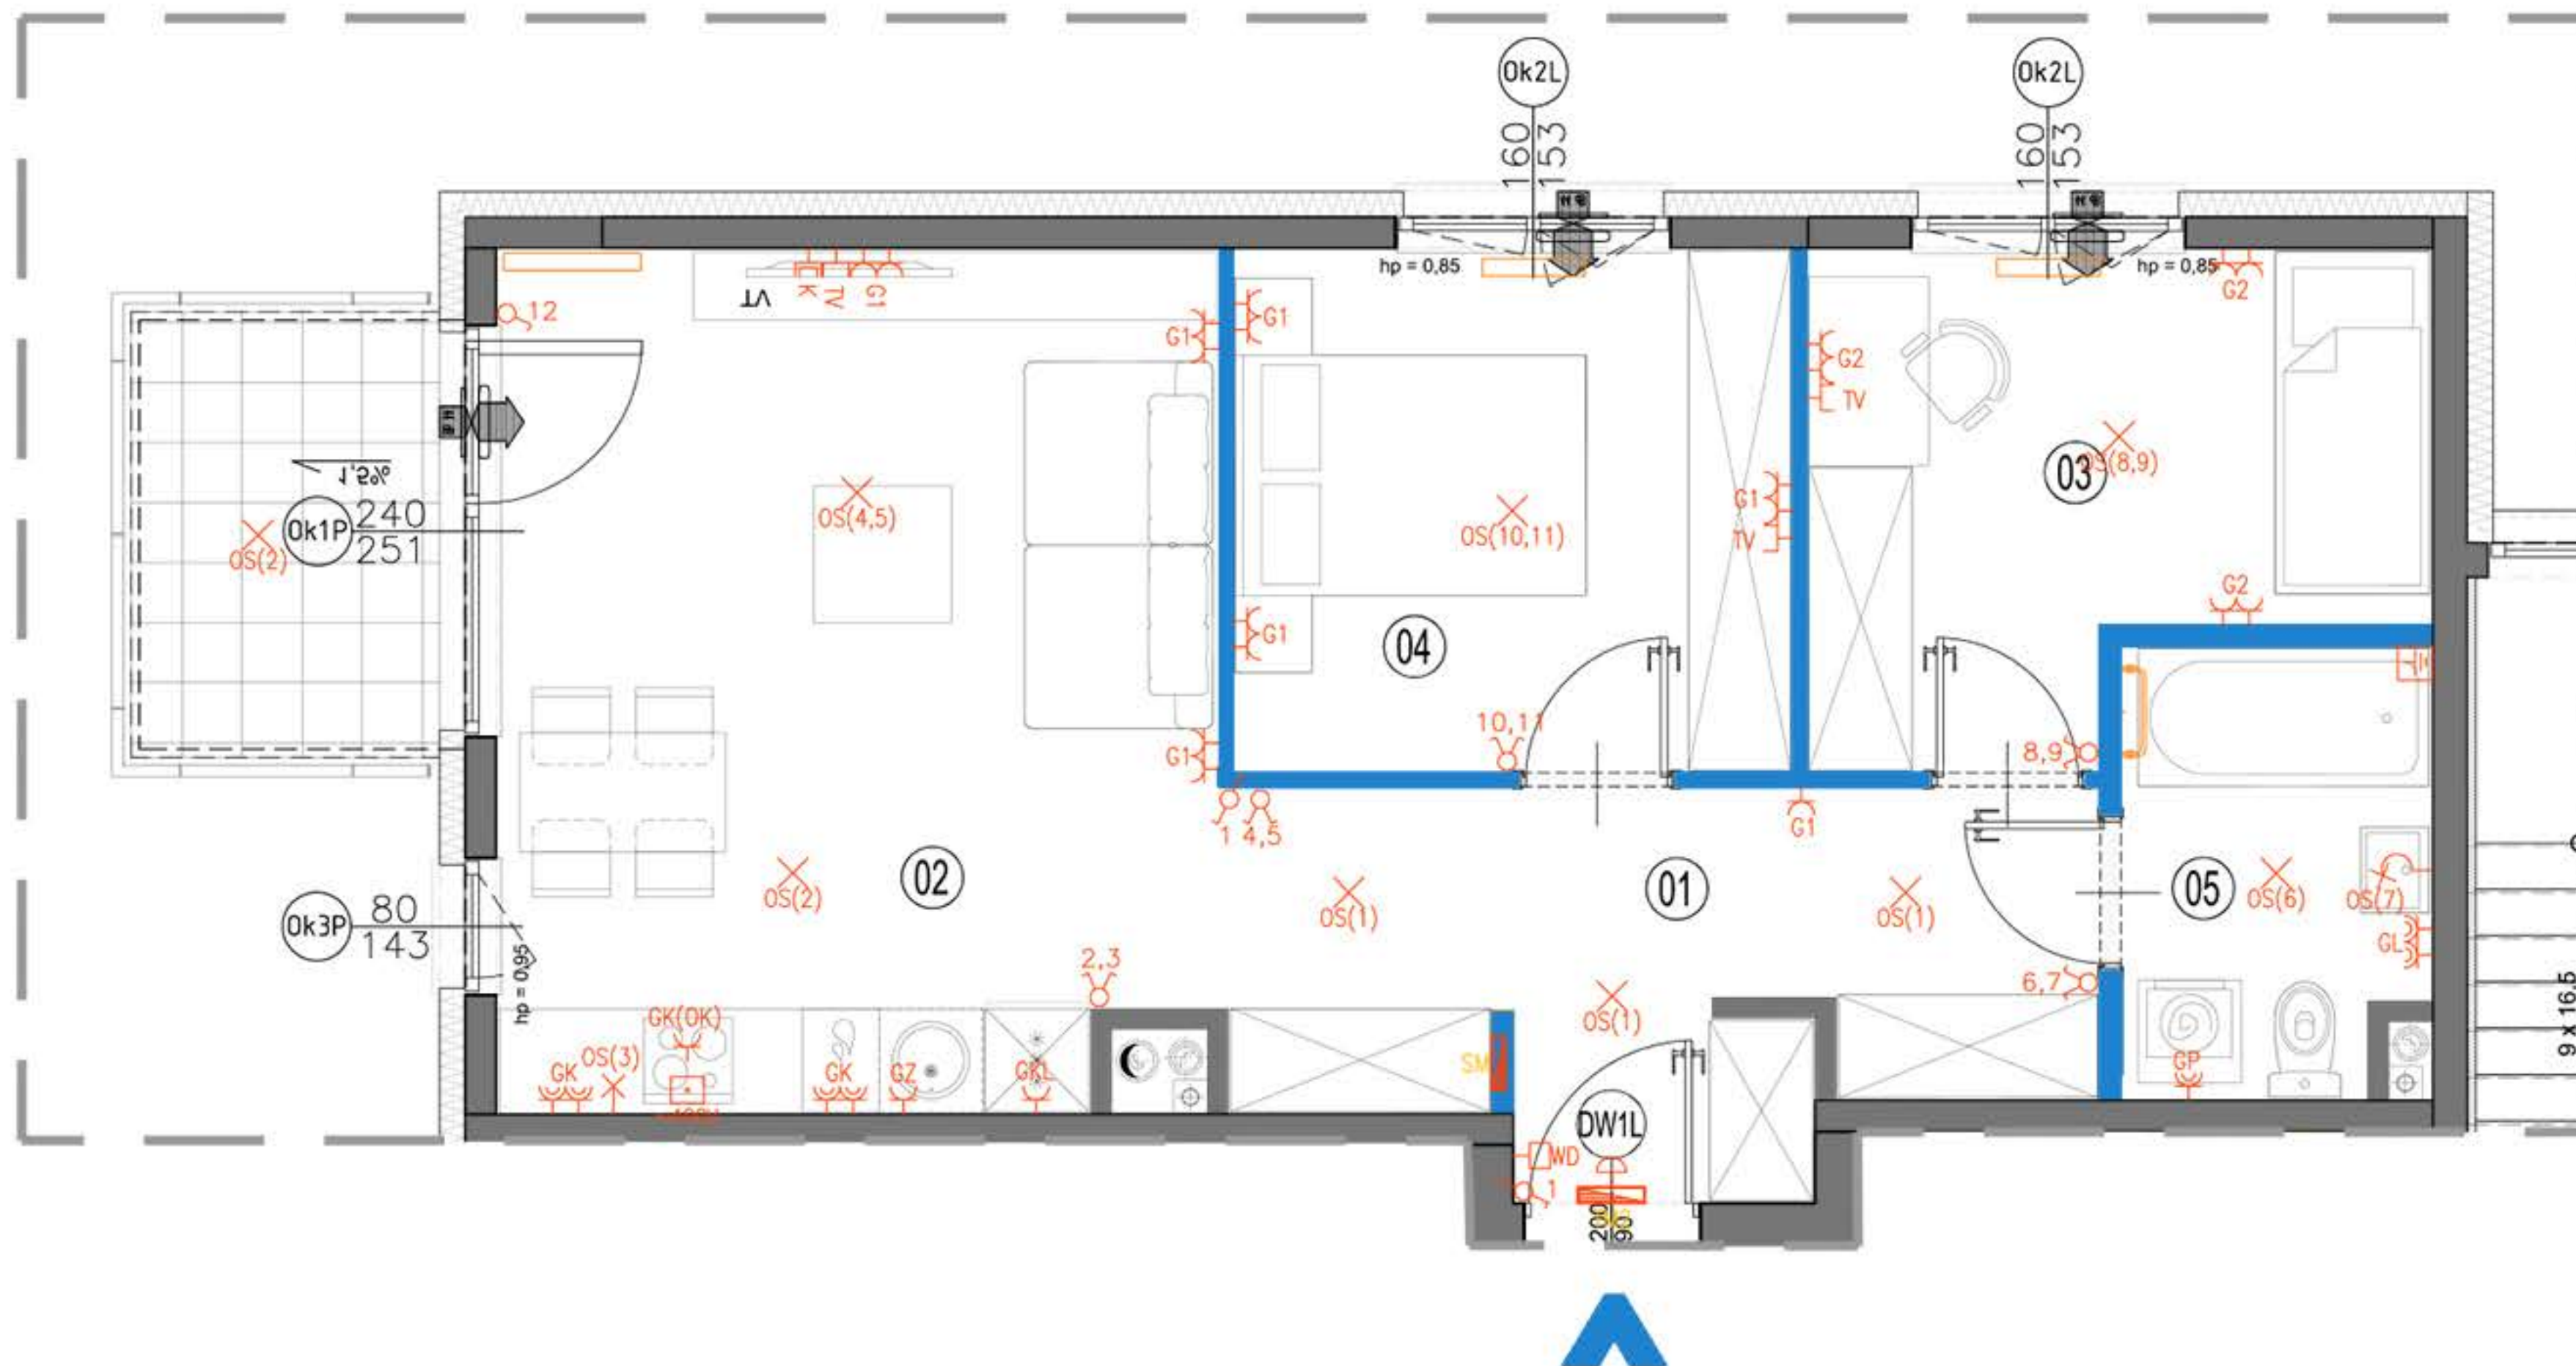 Ok2L
Ok2L
160
153
160
153
hp = 0,85
hp = 0,85
TV
K
TV
G1
G2
12
G1
G1
G2
TV
1,5%
Ok1P
240
251
OS(2)
OS(4,5)
OS(10,11)
G1
TV
03
OS(8,9)
G2
G1
04
10,11
8,9
G1
1
4,5
G1
OS(2)
02
OS(1)
01
OS(1)
05
OS(6)
OS(7)
GL
Ok3P
80
143
hp = 0,95
2,3
6,7
OS(1)
GK(OK)
GK
OS(3)
GK
GZ
GKL
SM
GP
9 x 16,5
DW1L
WD
1
200
90